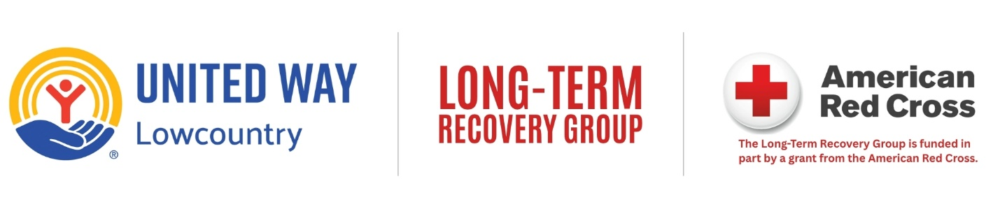 UNITED WAY
Lowcountry
®
LONG-TERM
RECOVERY GROUP
American
Red Cross
The Long-Term Recovery Group is funded in
part by a grant from the American Red Cross.